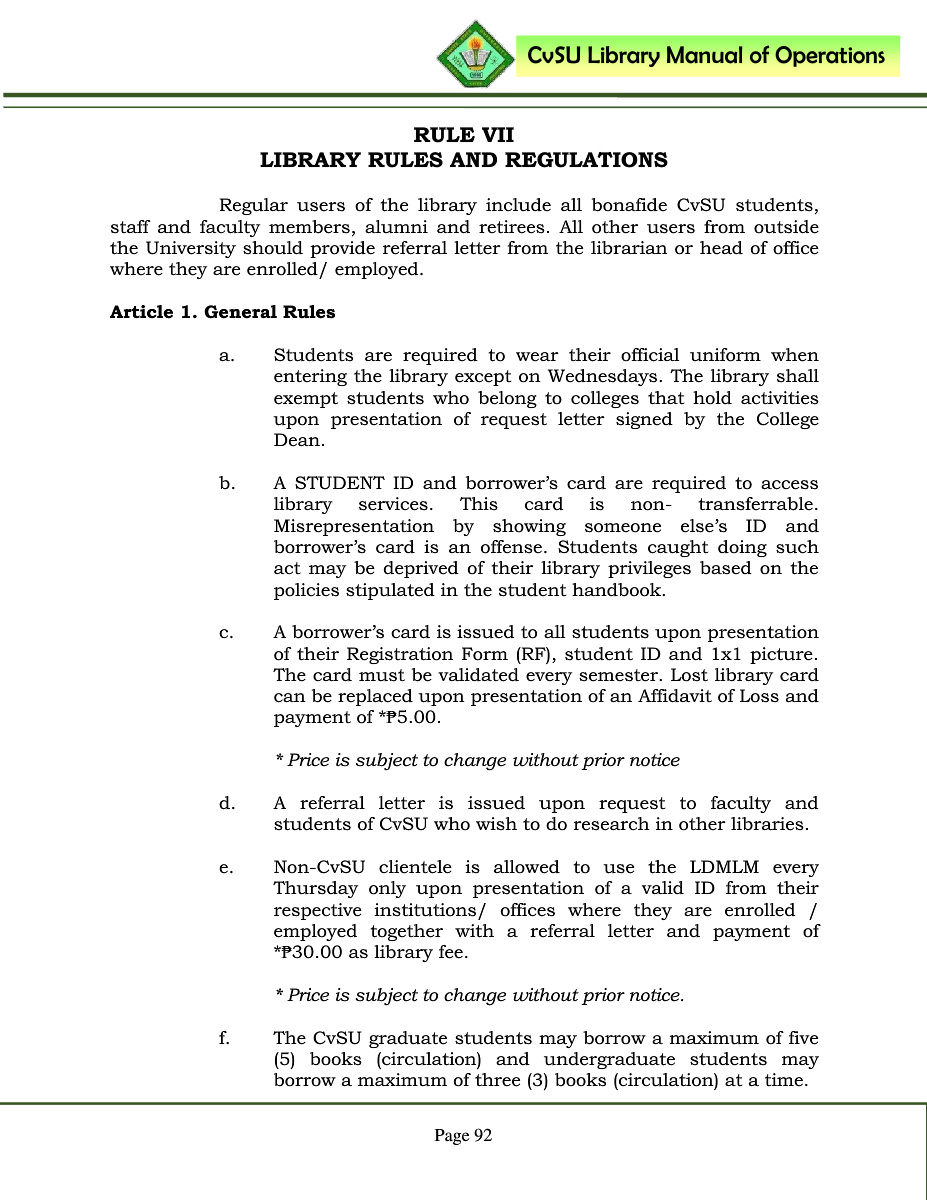 CvSU Library Manual of Operations
RULE VII
LIBRARY RULES AND REGULATIONS
Regular users of the library include all bonafide CvSU students,
staff and faculty members, alumni and retirees. All other users from outside
the University should provide referral letter from the librarian or head of office
where they are enrolled/ employed.
Article 1. General Rules
a. Students are required to wear their official uniform when
entering the library except on Wednesdays. The library shall
exempt students who belong to colleges that hold activities
upon presentation of request letter signed by the College
Dean.
b. A STUDENT ID and borrower’s card are required to access
library services. This card is non- transferrable.
Misrepresentation by showing someone else’s ID and
borrower’s card is an offense. Students caught doing such
act may be deprived of their library privileges based on the
policies stipulated in the student handbook.
c. A borrower’s card is issued to all students upon presentation
of their Registration Form (RF), student ID and 1x1 picture.
The card must be validated every semester. Lost library card
can be replaced upon presentation of an Affidavit of Loss and
payment of *₱5.00.
* Price is subject to change without prior notice
d. A referral letter is issued upon request to faculty and
students of CvSU who wish to do research in other libraries.
e. Non-CvSU clientele is allowed to use the LDMLM every
Thursday only upon presentation of a valid ID from their
respective institutions/ offices where they are enrolled /
employed together with a referral letter and payment of
*₱30.00 as library fee.
* Price is subject to change without prior notice.
f. The CvSU graduate students may borrow a maximum of five
(5) books (circulation) and undergraduate students may
borrow a maximum of three (3) books (circulation) at a time.
Page 92